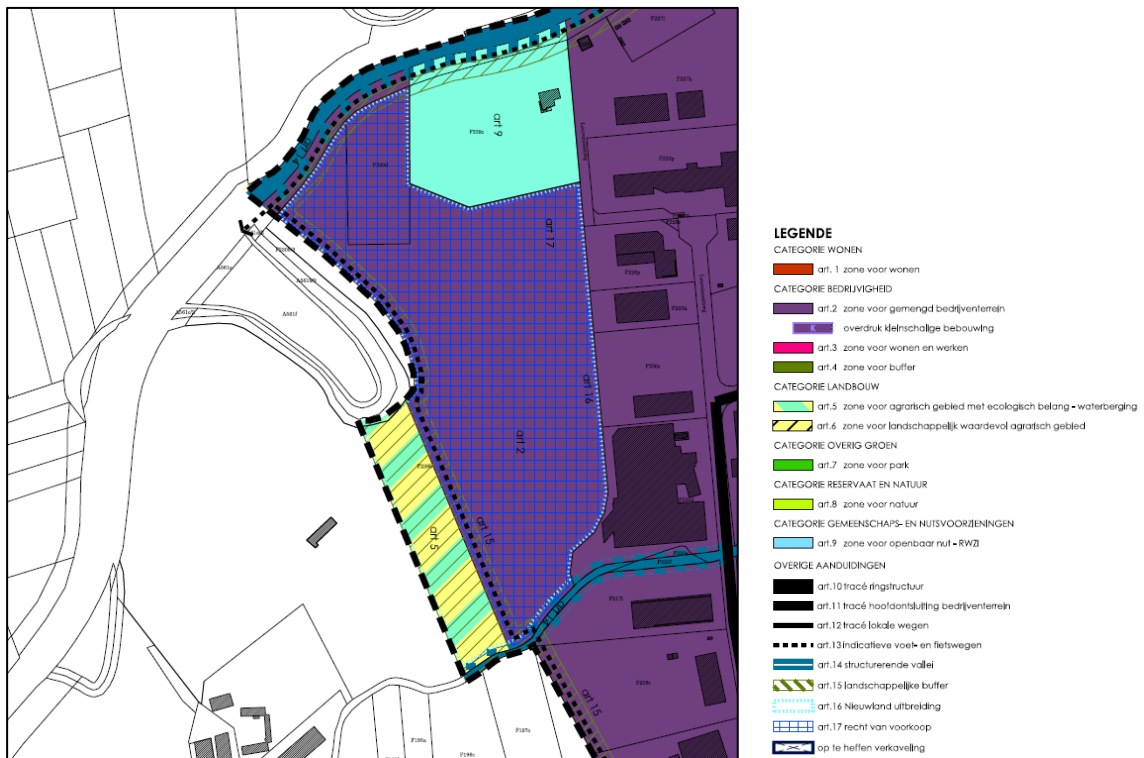 art 9
art 17
art 16
art 2
art 15
art 5
art 15
F207l
A561f
LEGENDE
CATEGORIE WONEN
art. 1 zone voor wonen
CATEGORIE BEDRIJVIGHEID
art.2 zone voor gemengd bedrijventerrein
K overdruk kleinschalige bebouwing
art.3 zone voor wonen en werken
art.4 zone voor buffer
CATEGORIE LANDBOUW
art.5 zone voor agrarisch gebied met ecologisch belang - waterberging
art.6 zone voor landschappelijk waardevol agrarisch gebied
CATEGORIE OVERIG GROEN
art.7 zone voor park
CATEGORIE RESERVAAT EN NATUUR
art.8 zone voor natuur
CATEGORIE GEMEENSCHAPS- EN NUTSVOORZIENINGEN
art.9 zone voor openbaar nut - RWZI
OVERIGE AANDUIDINGEN
art.10 tracé ringstructuur
art.11 tracé hoofdontsluiting bedrijventerrein
art.12 tracé lokale wegen
art.13 indicatieve voet- en fietswegen
art.14 structurerende vallei
art.15 landschappelijke buffer
art.16 Nieuwland uitbreiding
art.17 recht van voorkoop
op te heffen verkaveling